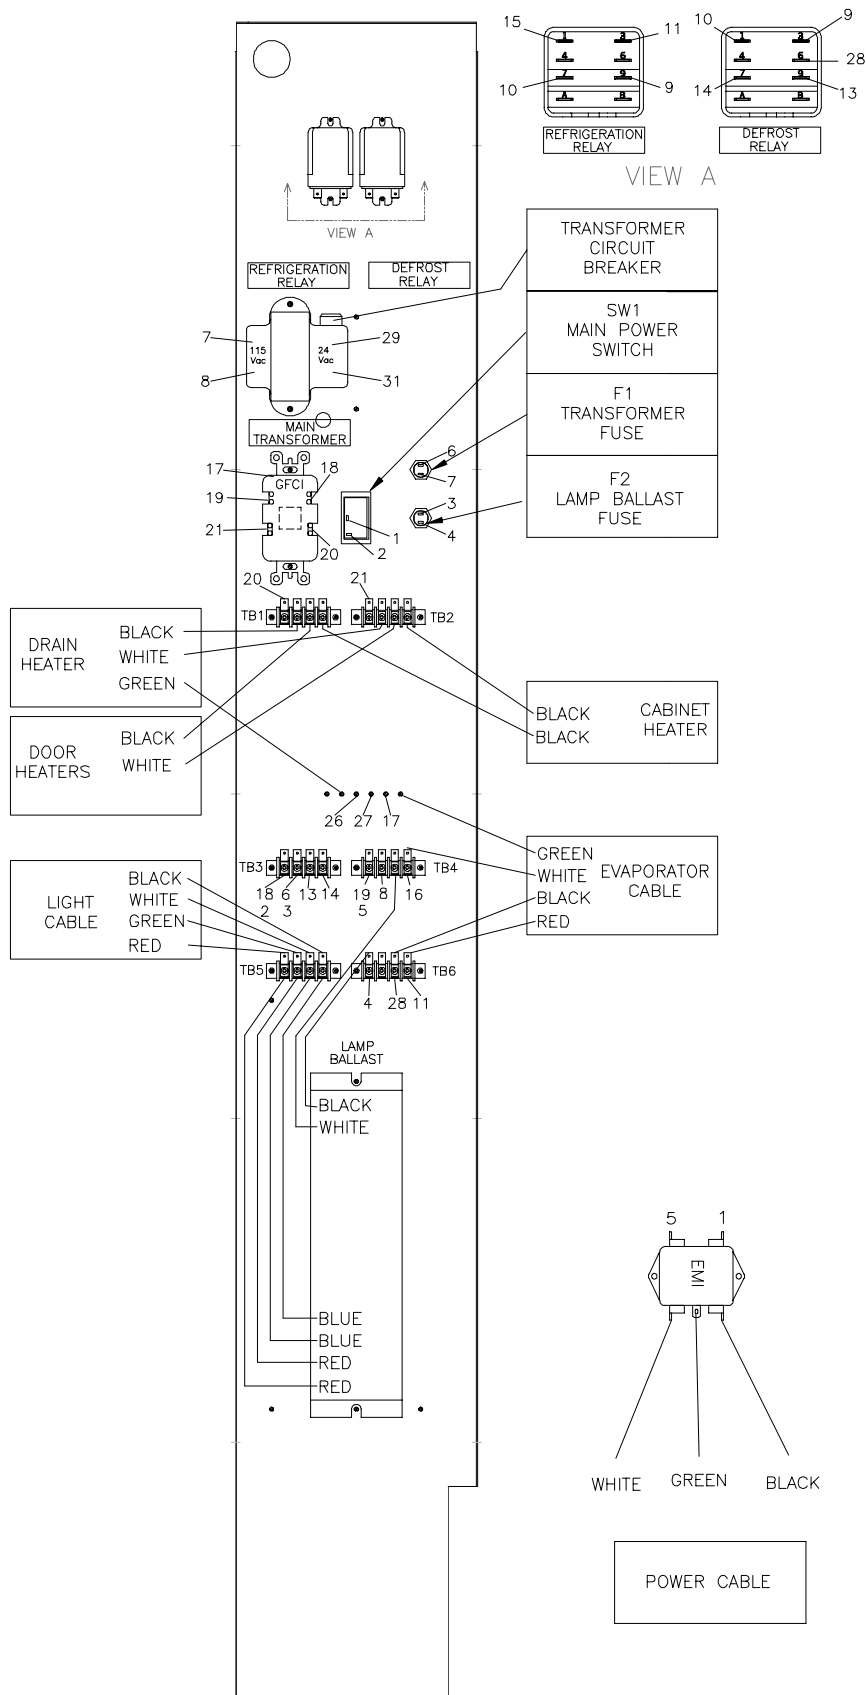 15
1
3
11
4
6
10
7
9
9
A
B
REFRIGERATION
RELAY
10
1
3
9
4
6
28
14
7
9
13
A
B
DEFROST
RELAY
VIEW A
VIEW A
REFRIGERATION
RELAY
DEFROST
RELAY
TRANSFORMER
CIRCUIT
BREAKER
SW1
MAIN POWER
SWITCH
F1
TRANSFORMER
FUSE
F2
LAMP BALLAST
FUSE
7
115
Vac
8
24
Vac
29
31
MAIN
TRANSFORMER
17
GFCI
18
19
21
20
1
2
6
7
3
4
20
TB1
21
TB2
DRAIN
HEATER
BLACK
WHITE
GREEN
DOOR
HEATERS
BLACK
WHITE
BLACK
BLACK
CABINET
HEATER
26
27
17
TB3
18
6
13
14
2
3
TB4
19
8
16
5
LIGHT
CABLE
BLACK
WHITE
GREEN
RED
GREEN
WHITE
BLACK
RED
EVAPORATOR
CABLE
TB5
TB6
4
28
11
LAMP
BALLAST
BLACK
WHITE
BLUE
BLUE
RED
RED
5
1
EMI
WHITE
GREEN
BLACK
POWER CABLE